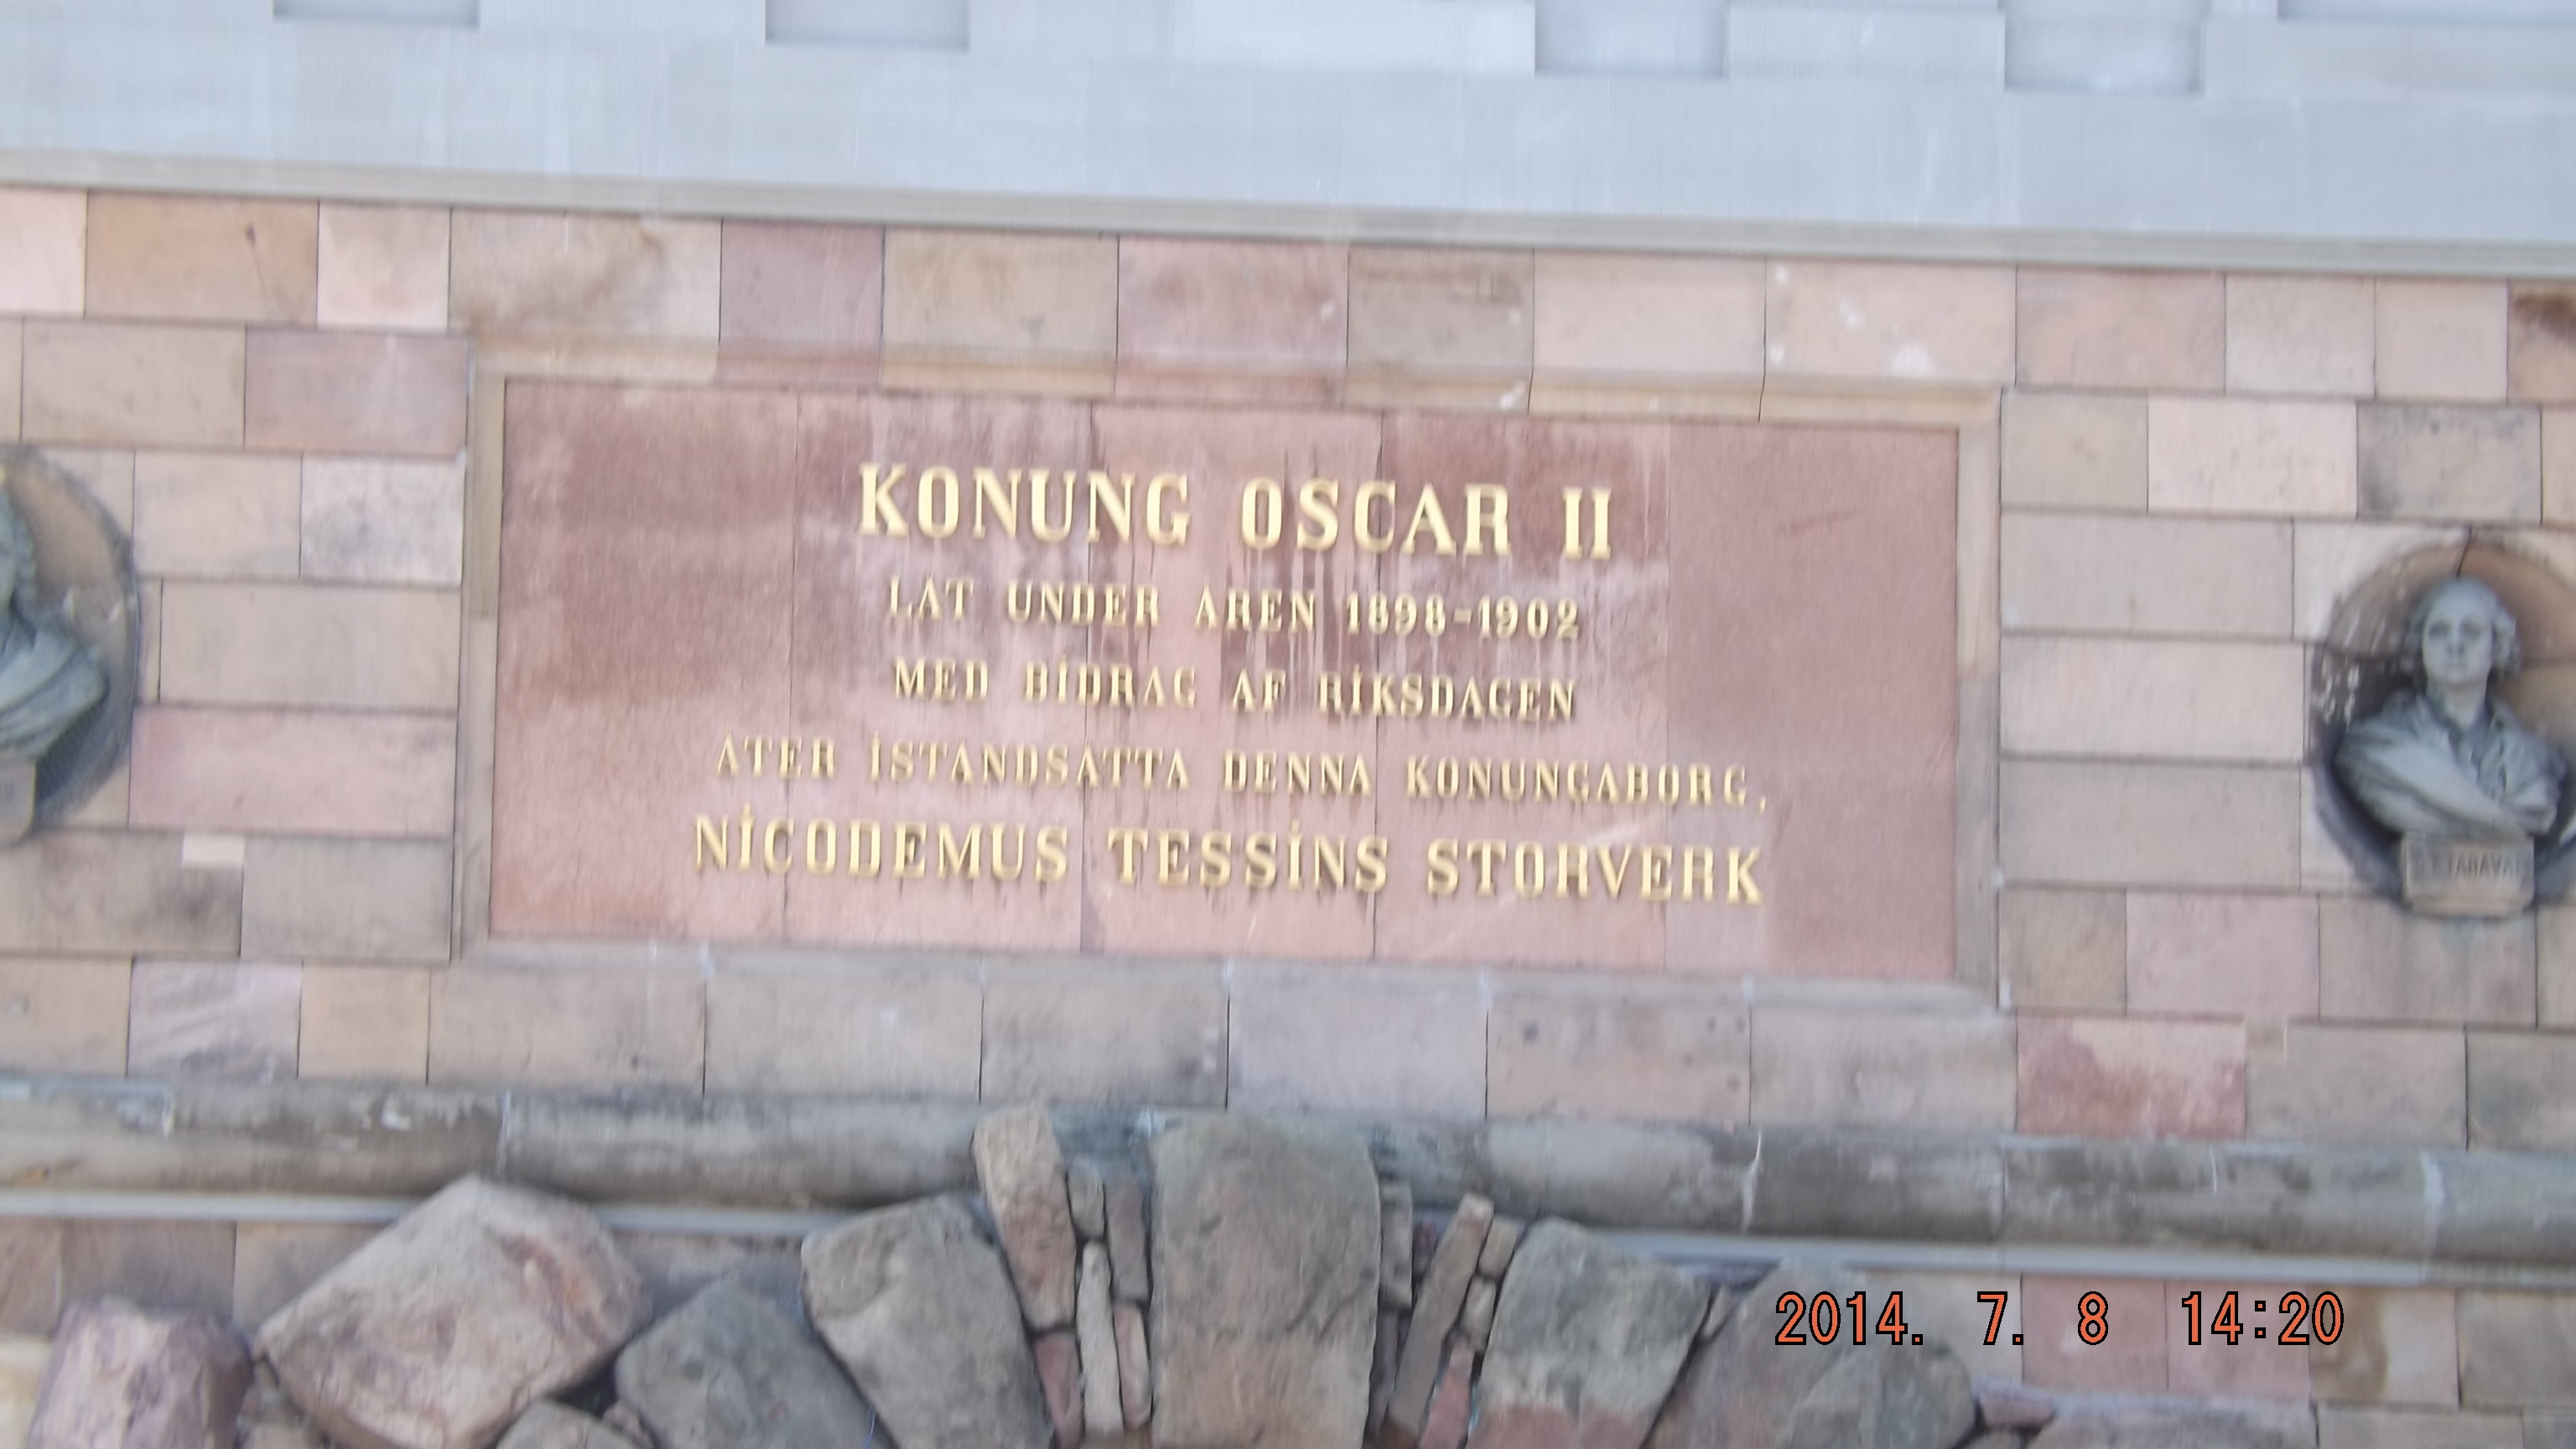 KONUNG OSCAR II
LÄT UNDER ÅREN 1898-1902
MED BIDRAG AF RIKSDAGEN
ÅTER ISTÅNDSÄTTA DENNA KONUNGABORG,
NICODEMUS TESSINS STORVERK
2014. 7. 8 14:20